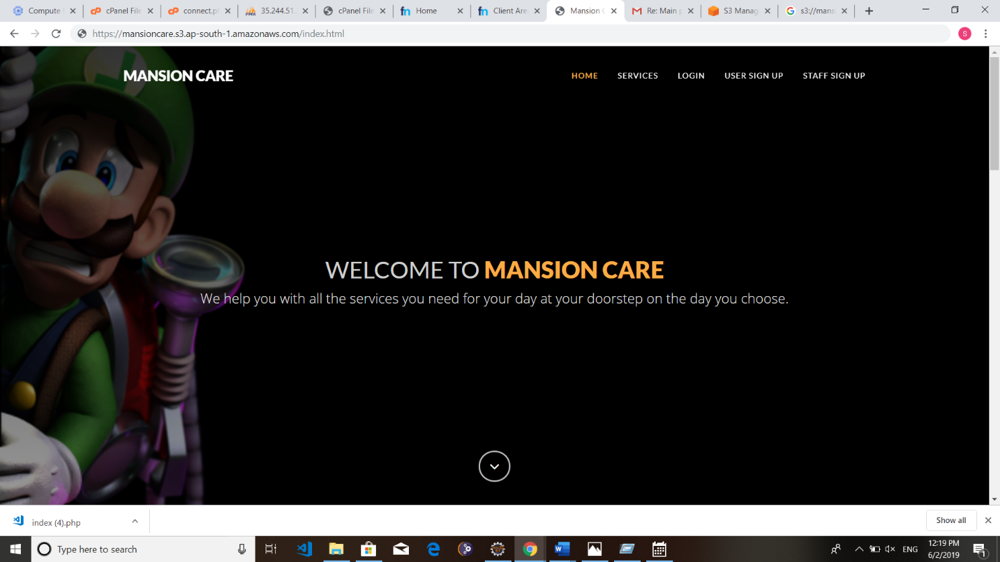 Compute
cPanel File
connect.p
35.244.51.
cPanel File
Home
Client Area
Mansion C
Re: Main p
S3 Manag
s3://mansi
https://mansioncare.s3.ap-south-1.amazonaws.com/index.html
S
MANSION CARE
HOME SERVICES LOGIN USER SIGN UP STAFF SIGN UP
WELCOME TO MANSION CARE
We help you with all the services you need for your day at your doorstep on the day you choose.
index (4).php
Show all
Type here to search
ENG
12:19 PM
6/2/2019
1